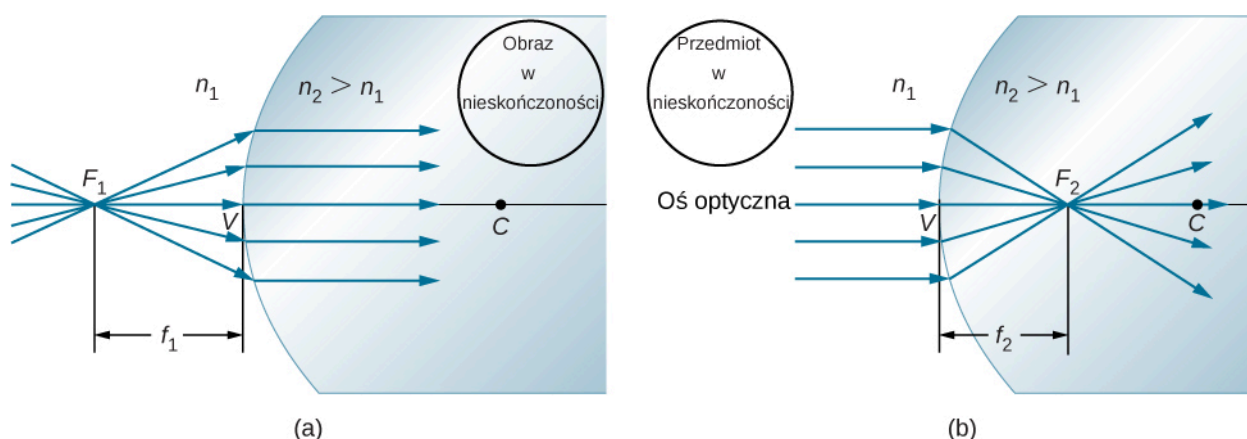 Obraz
w
nieskończoności
n₁
n₂ > n₁
F₁
V
C
f₁
(a)
Przedmiot
w
nieskończoności
n₁
n₂ > n₁
Oś optyczna
F₂
V
C
f₂
(b)